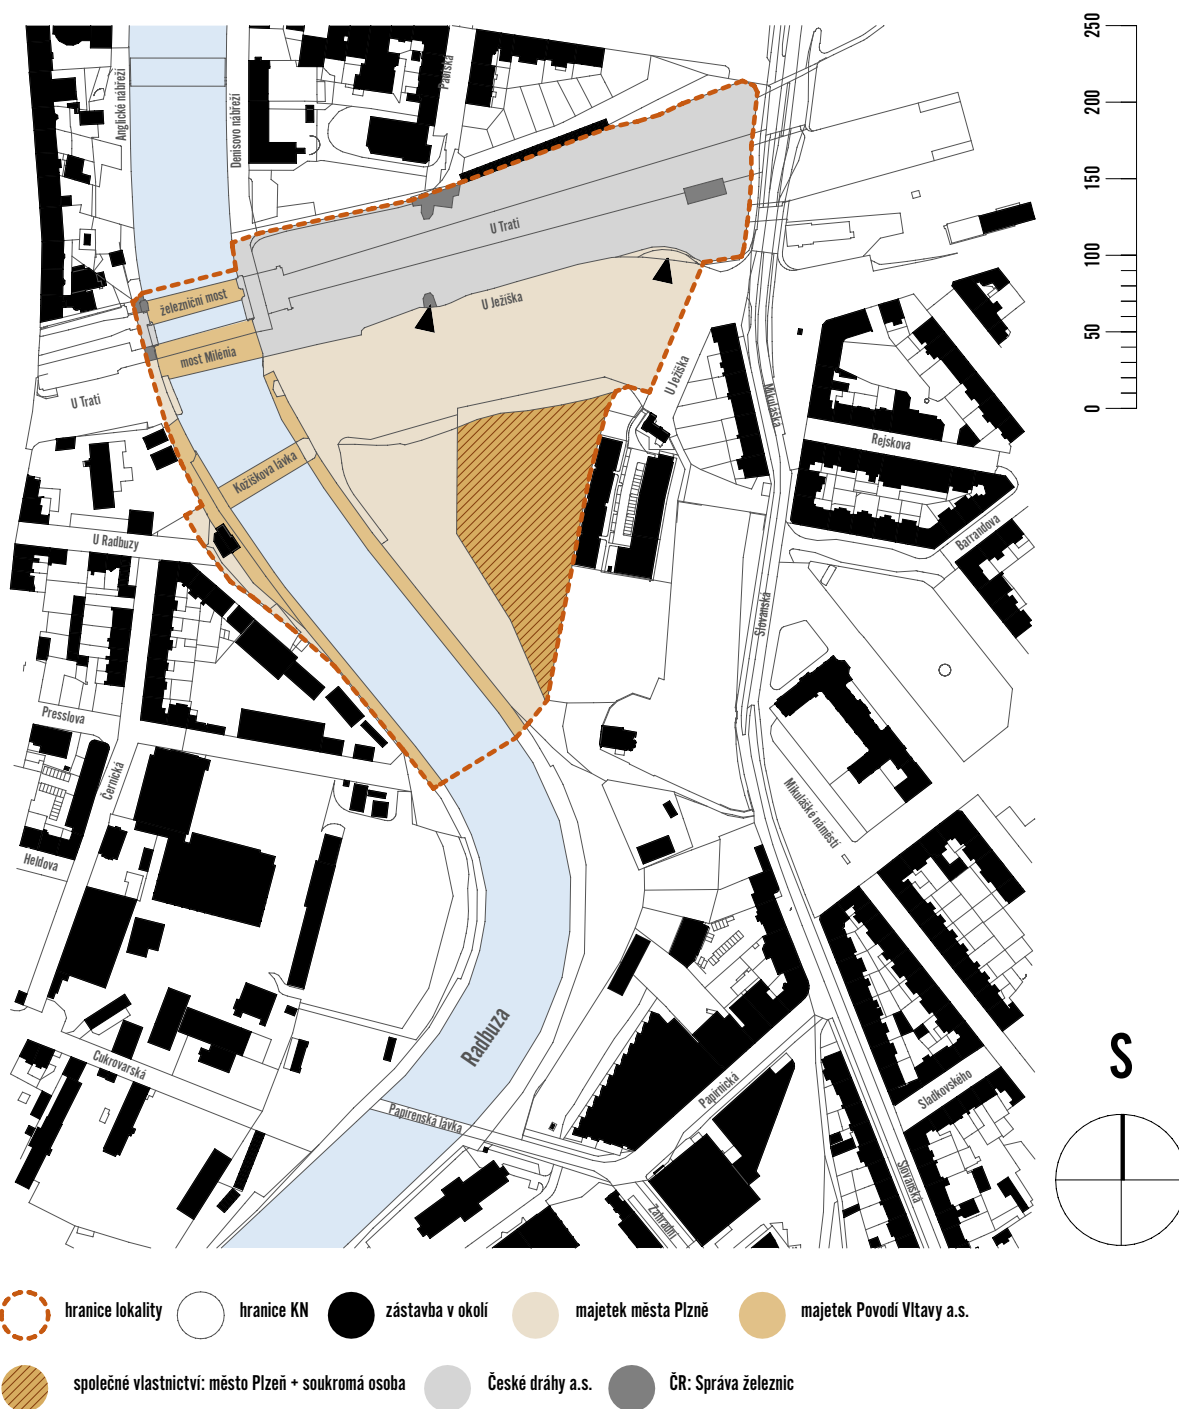 250
200
150
100
50
0
Anglické nábřeží
Denisovo nábřeží
Pavlska
U Trati
železniční most
U Ježíška
most Milénia
U Trati
U Ježíška
Mikulášská
Rejskova
Kožíškova lávka
Barrandova
U Radbuzy
Slovanská
Presslova
Černická
Mikulášké náměstí
Heldova
Radbuza
S
Cukrovarská
Papírenská lávka
Papírnická
Sladkovského
Slovanská
Zahradní
hranice lokality
hranice KN
zástavba v okolí
majetek města Plzně
majetek Povodí Vltavy a.s.
společné vlastnictví: město Plzeň + soukromá osoba
České dráhy a.s.
ČR: Správa železnic